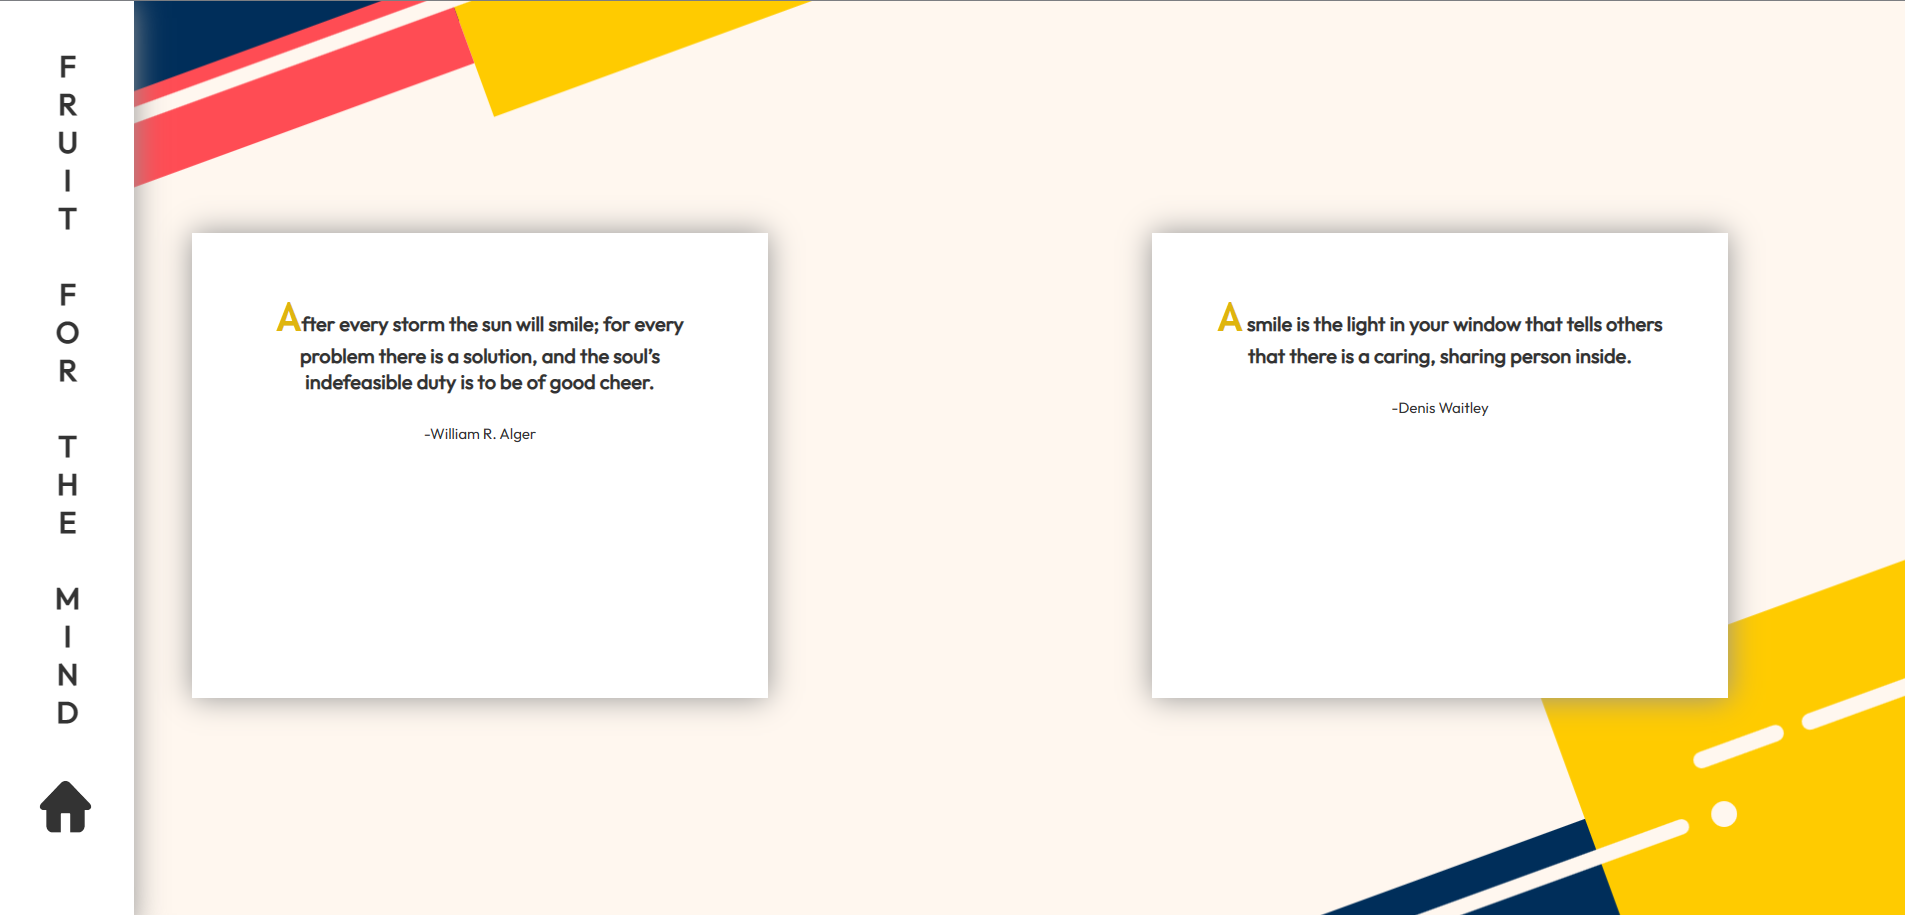 FRUIT FOR THE MIND
After every storm the sun will smile; for every
problem there is a solution, and the soul’s
indefeasible duty is to be of good cheer.
-William R. Alger
A smile is the light in your window that tells others
that there is a caring, sharing person inside.
-Denis Waitley